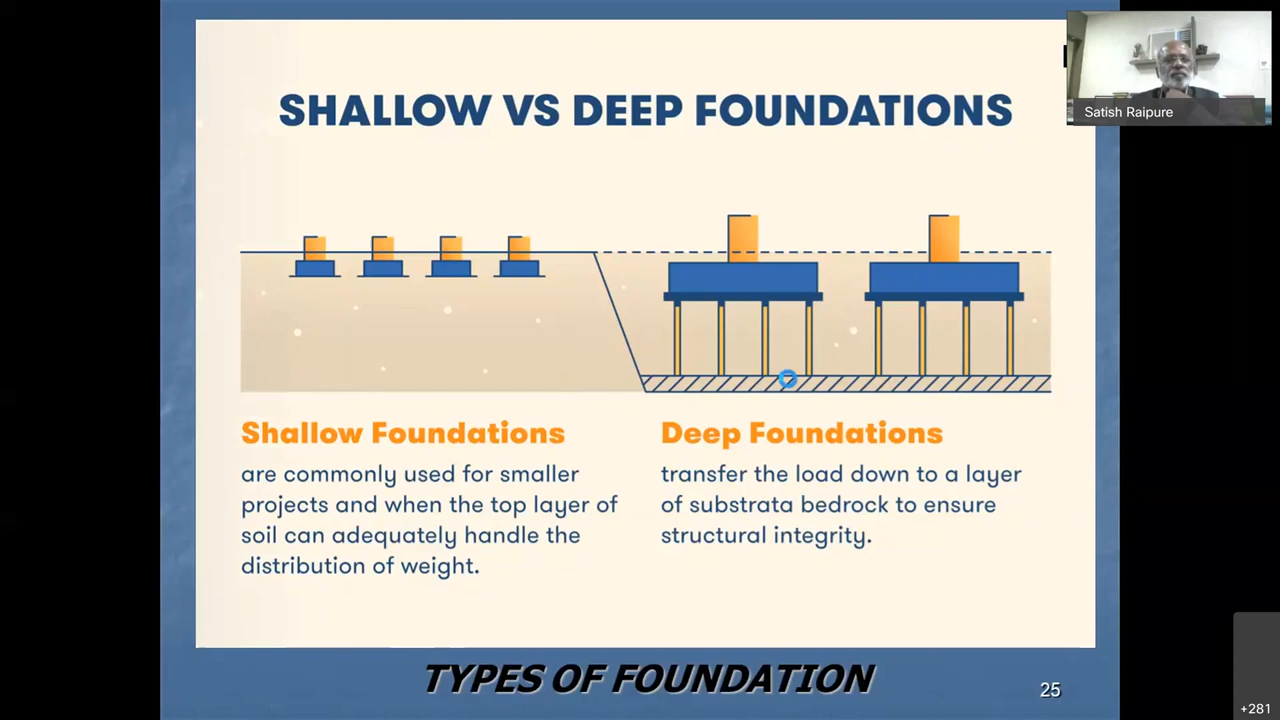 SHALLOW VS DEEP FOUNDATIONS
Shallow Foundations
are commonly used for smaller
projects and when the top layer of
soil can adequately handle the
distribution of weight.
Deep Foundations
transfer the load down to a layer
of substrata bedrock to ensure
structural integrity.
TYPES OF FOUNDATION
25
Satish Raipure
+281